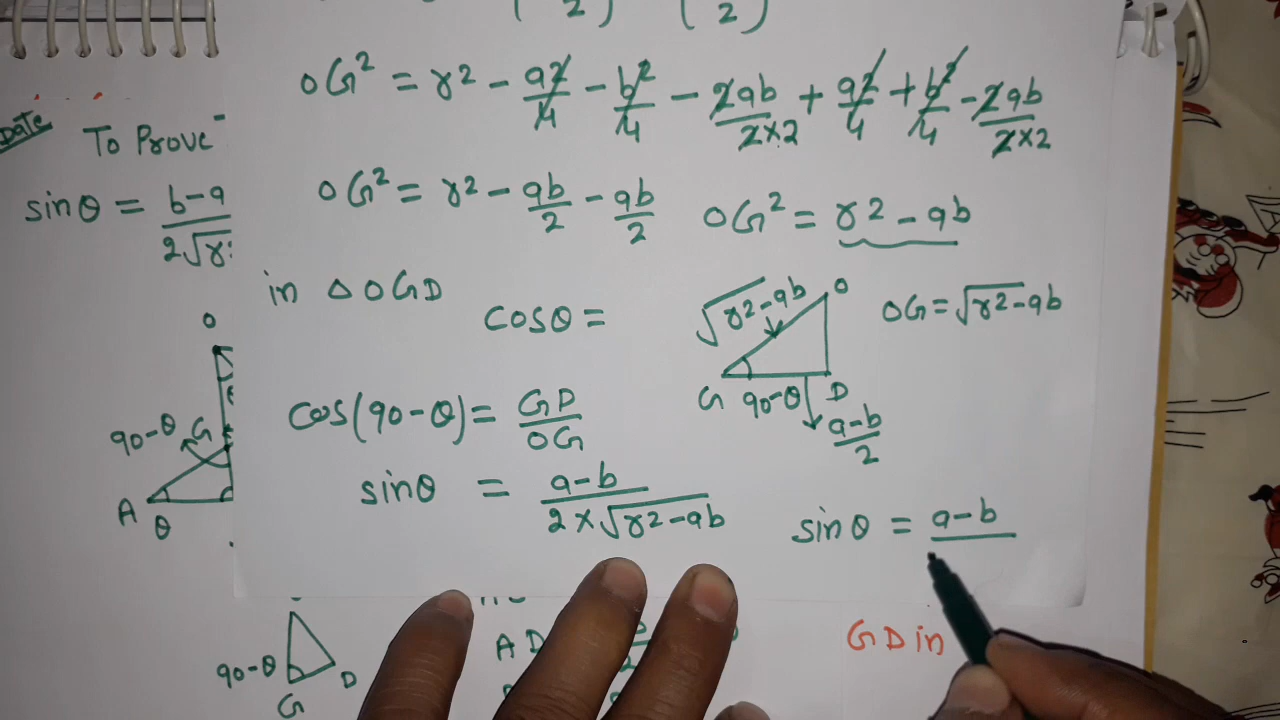 OG² = r² - a²/4 - b²/4 - 2ab/2×2 + a²/4 + b²/4 - 2ab/2×2
Date
To Prove
sinθ = b-a / 2√r²
OG² = r² - ab/2 - ab/2
OG² = r² - ab
in △ OGD
cosθ =
√r²-ab
O
OG = √r²-ab
G
90-θ
D
a-b/2
cos(90-θ) = GD/OG
sinθ = a-b / 2×√r²-ab
sinθ = a-b
O
90-θ
G
A
θ
90-θ
G
D
AD
GD in